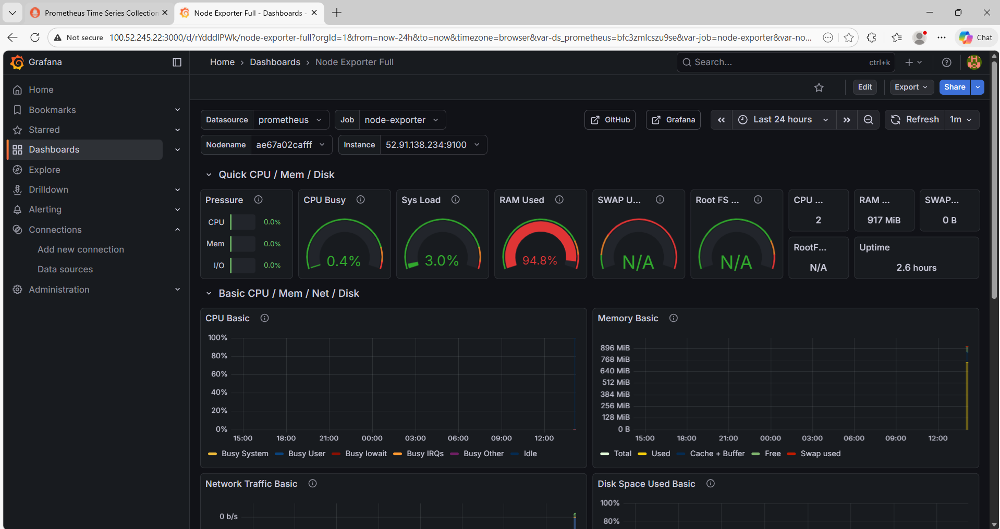 Prometheus Time Series Collection
Node Exporter Full - Dashboards -
Not secure 100.52.245.22:3000/d/rYdddlPWk/node-exporter-full?orgId=1&from=now-24h&to=now&timezone=browser&var-ds_prometheus=bfc3zmlcszu9se&var-job=node-exporter&var-no...
Chat
Grafana
Home › Dashboards › Node Exporter Full
Search... ctrl+k
Edit Export Share
Home
Bookmarks
Starred
Dashboards
Explore
Drilldown
Alerting
Connections
Add new connection
Data sources
Administration
Datasource prometheus Job node-exporter GitHub Grafana Last 24 hours Refresh 1m
Nodename ae67a02cafff Instance 52.91.138.234:9100
Quick CPU / Mem / Disk
Pressure
CPU 0.0%
Mem 0.0%
I/O 0.0%
CPU Busy
0.4%
Sys Load
3.0%
RAM Used
94.8%
SWAP U...
N/A
Root FS ...
N/A
CPU ...
2
RAM ...
917 MiB
SWAP...
0 B
RootF...
N/A
Uptime
2.6 hours
Basic CPU / Mem / Net / Disk
CPU Basic
100%
80%
60%
40%
20%
0%
15:00 18:00 21:00 00:00 03:00 06:00 09:00 12:00
Busy System Busy User Busy Iowait Busy IRQs Busy Other Idle
Memory Basic
896 MiB
768 MiB
640 MiB
512 MiB
384 MiB
256 MiB
128 MiB
0 B
15:00 18:00 21:00 00:00 03:00 06:00 09:00 12:00
Total Used Cache + Buffer Free Swap used
Network Traffic Basic
0 b/s
Disk Space Used Basic
100%
80%